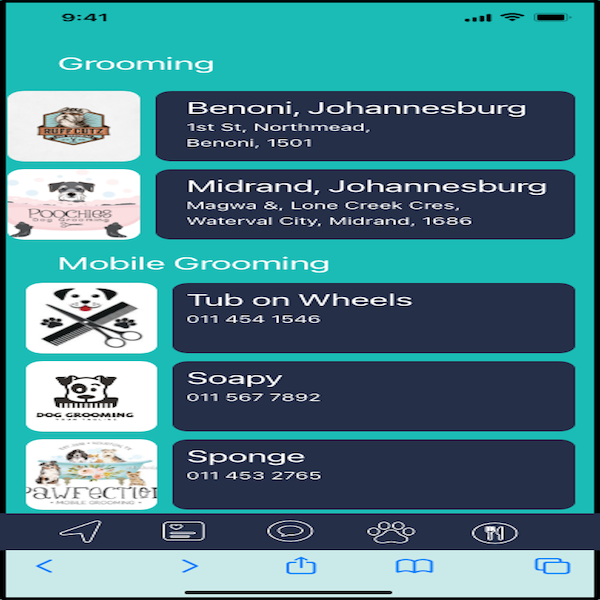 9:41
Grooming
RUFF CUTZ
Benoni, Johannesburg
1st St, Northmead,
Benoni, 1501
POOCHIES
Dog Grooming
Midrand, Johannesburg
Magwa &, Lone Creek Cres,
Waterval City, Midrand, 1686
Mobile Grooming
Tub on Wheels
011 454 1546
DOG GROOMING
Soapy
011 567 7892
PAWFECTION
MOBILE GROOMING
Sponge
011 453 2765